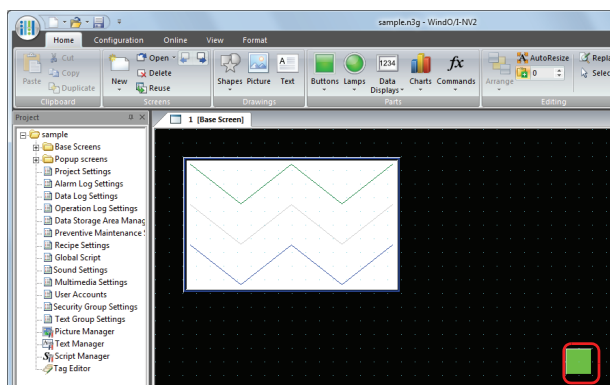 sample.n3g - WindO/I-NV2
Home Configuration Online View Format
Paste Cut Copy Duplicate Clipboard
New Open Delete Reuse Screens
Shapes Picture Text Drawings
Buttons Lamps 1234 Data Displays Charts fx Commands Parts
Arrange AutoResize 0 Editing
Project
1 [Base Screen]
sample
Base Screens
Popup screens
Project Settings
Alarm Log Settings
Data Log Settings
Operation Log Settings
Data Storage Area
Preventive Maintenance
Recipe Settings
Global Script
Sound Settings
Multimedia Settings
User Accounts
Security Group Settings
Text Group Settings
Picture Manager
Text Manager
Script Manager
Tag Editor